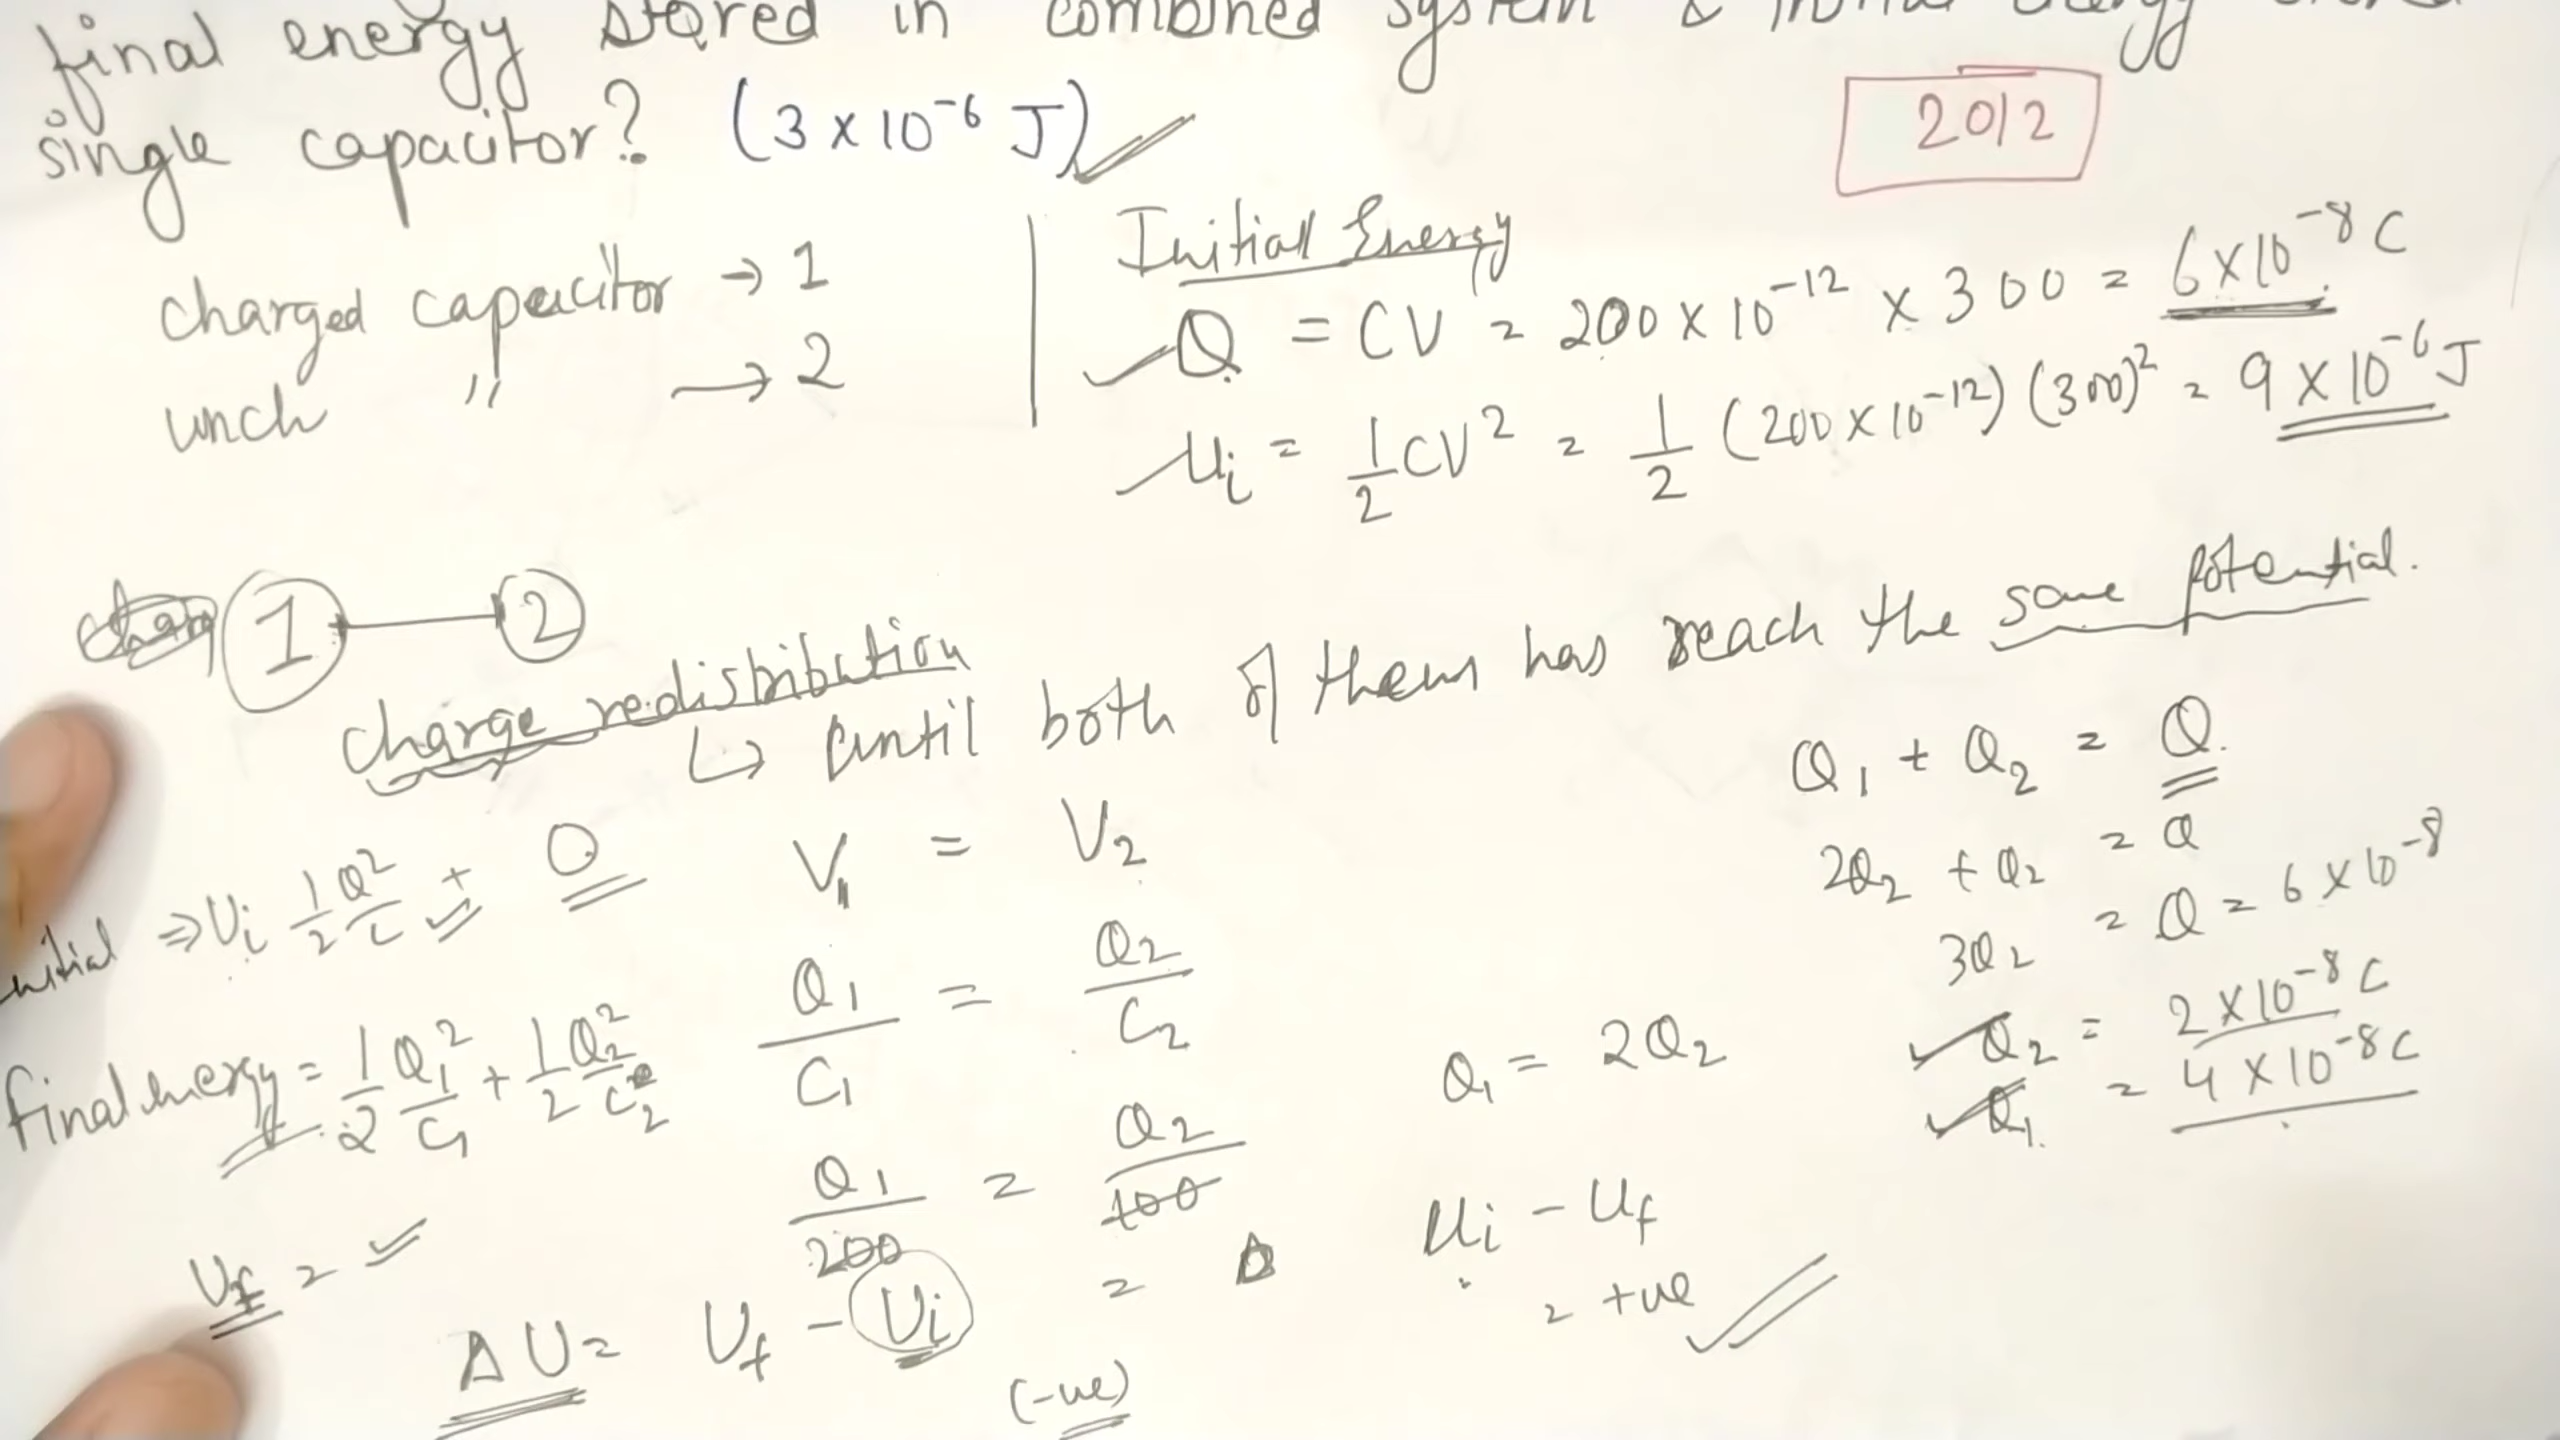 final energy stored in combined system & initial energy stored
single capacitor? (3 x 10⁻⁶ J)
2012
charged capacitor → 1
unch " → 2
Initial Energy
Q = CV = 200 x 10⁻¹² x 300 = 6x10⁻⁸ C
Ui = 1/2 CV² = 1/2 (200 x 10⁻¹²) (300)² = 9 x 10⁻⁶ J
1 2
charge redistribution
↳ until both of them has reach the same potential.
Q₁ + Q₂ = Q
2Q₂ + Q₂ = Q
3Q₂ = Q = 6 x 10⁻⁸
Q₂ = 2 x 10⁻⁸ C
Q₁ = 4 x 10⁻⁸ C
V₁ = V₂
Q₁/C₁ = Q₂/C₂
Q₁/200 = Q₂/100
Q₁ = 2Q₂
nitial ⇒ Ui 1/2 Q²/C + 0
final energy = 1/2 Q₁²/C₁ + 1/2 Q₂²/C₂
Uf =
ΔU = Uf - Ui =
(-ve)
Ui - Uf
= +ve